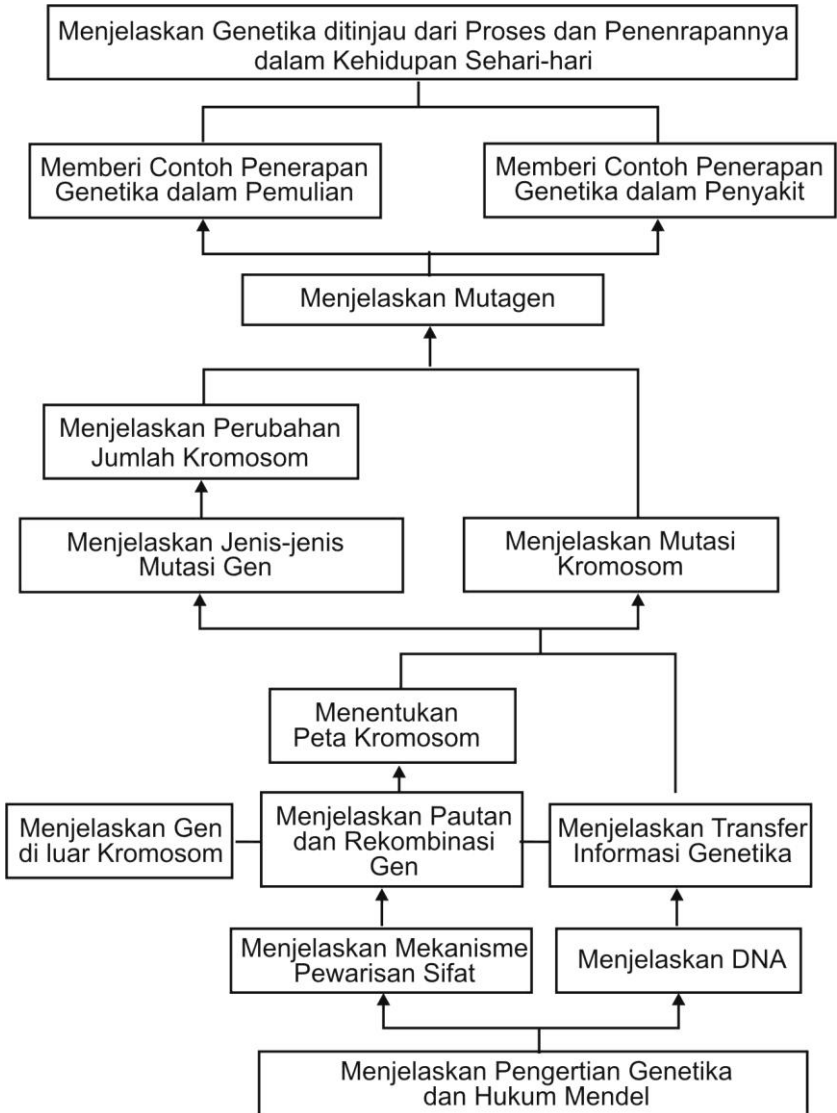 Menjelaskan Genetika ditinjau dari Proses dan Penenrapannya
dalam Kehidupan Sehari-hari
Memberi Contoh Penerapan
Genetika dalam Pemulian
Memberi Contoh Penerapan
Genetika dalam Penyakit
Menjelaskan Mutagen
Menjelaskan Perubahan
Jumlah Kromosom
Menjelaskan Jenis-jenis
Mutasi Gen
Menjelaskan Mutasi
Kromosom
Menentukan
Peta Kromosom
Menjelaskan Gen
di luar Kromosom
Menjelaskan Pautan
dan Rekombinasi
Gen
Menjelaskan Transfer
Informasi Genetika
Menjelaskan Mekanisme
Pewarisan Sifat
Menjelaskan DNA
Menjelaskan Pengertian Genetika
dan Hukum Mendel